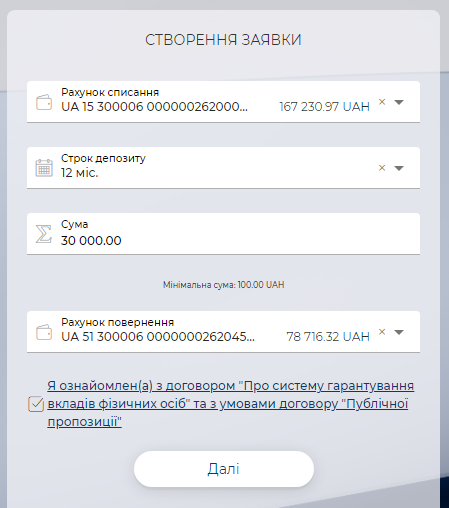 СТВОРЕННЯ ЗАЯВКИ
Рахунок списання
UA 15 300006 000000262000... 167 230.97 UAH
Строк депозиту
12 міс.
Сума
30 000.00
Мінімальна сума: 100.00 UAH
Рахунок повернення
UA 51 300006 0000000262045... 78 716.32 UAH
Я ознайомлен(а) з договором "Про систему гарантування
вкладів фізичних осіб" та з умовами договору "Публічної
пропозиції"
Далі